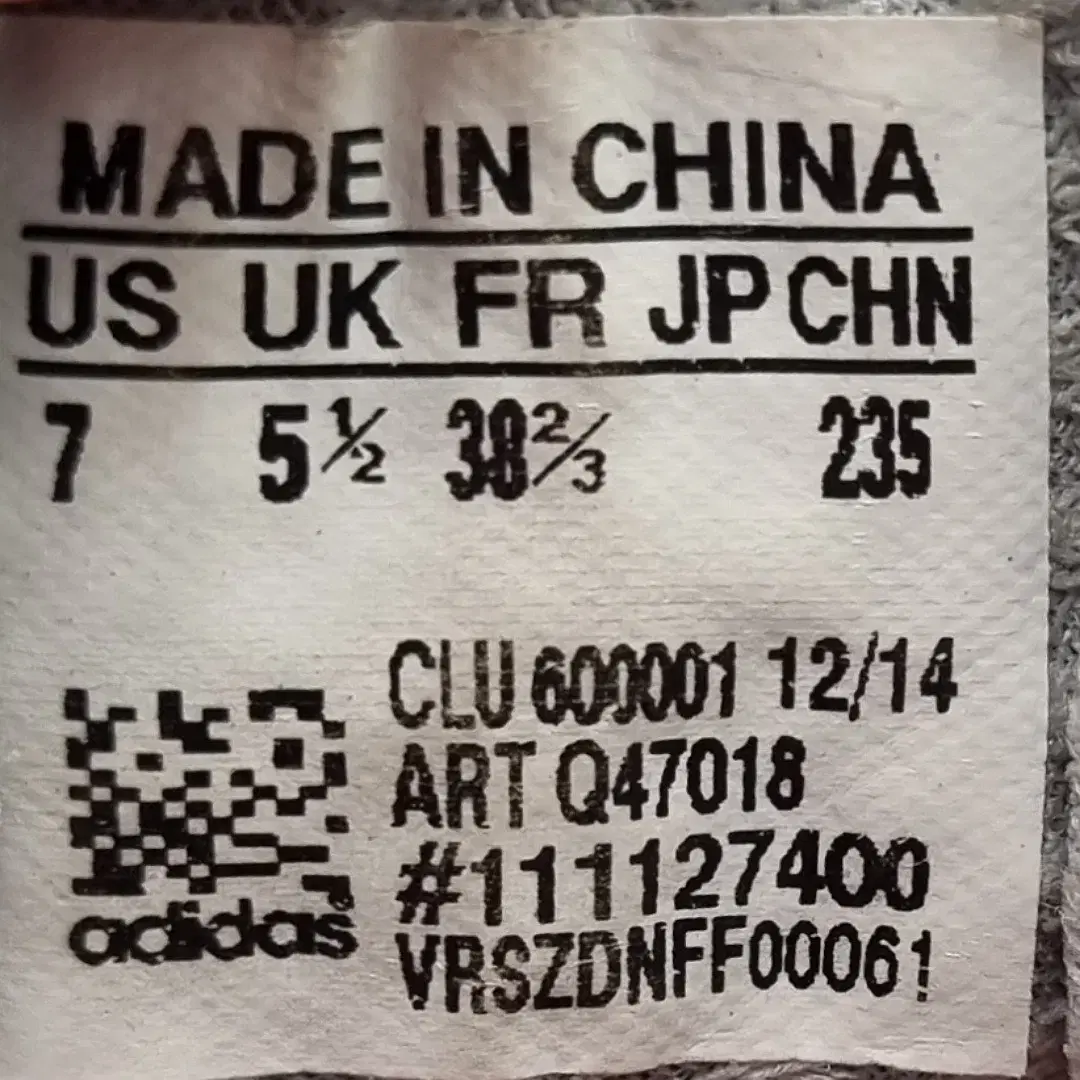 MADE IN CHINA
US UK FR JP CHN
7 5½ 38⅔ 235
CLU 600001 12/14
ART Q47018
#111127400
VRSZDNFF00061
adidas